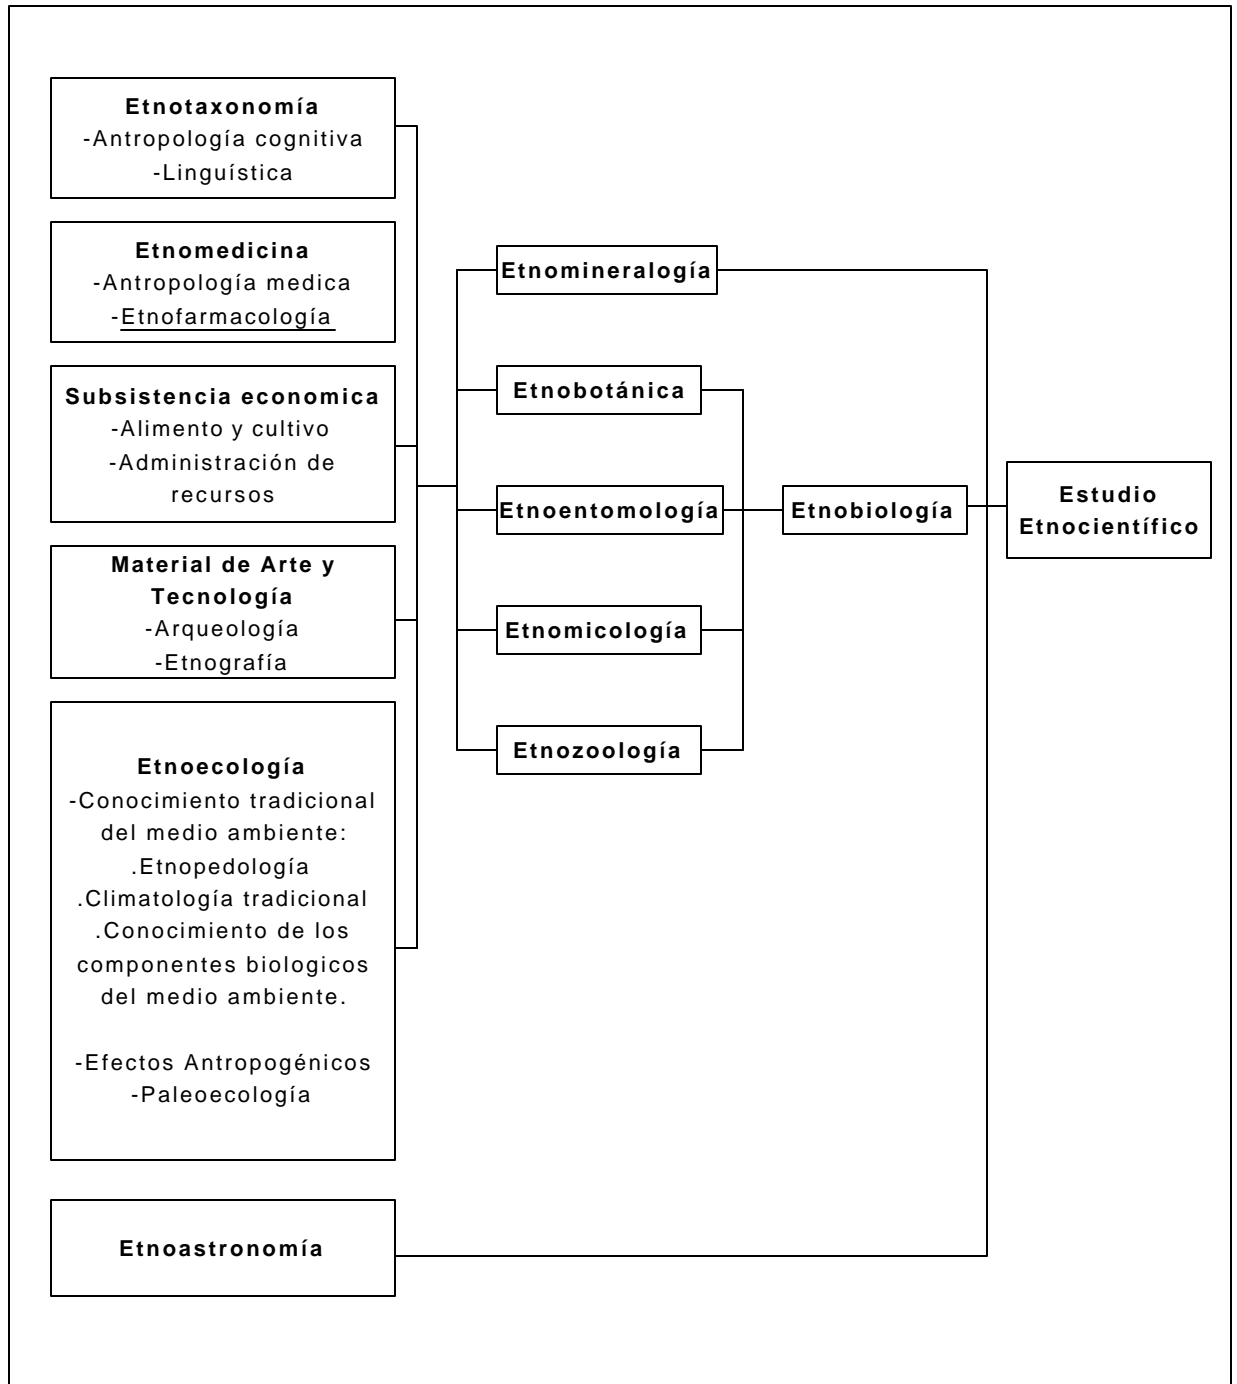 Etnotaxonomía
-Antropología cognitiva
-Linguística
Etnomedicina
-Antropología medica
-Etnofarmacología
Subsistencia economica
-Alimento y cultivo
-Administración de
recursos
Material de Arte y
Tecnología
-Arqueología
-Etnografía
Etnoecología
-Conocimiento tradicional
del medio ambiente:
.Etnopedología
.Climatología tradicional
.Conocimiento de los
componentes biologicos
del medio ambiente.
-Efectos Antropogénicos
-Paleoecología
Etnoastronomía
Etnomineralogía
Etnobotánica
Etnoentomología
Etnomicología
Etnozoología
Etnobiología
Estudio
Etnocientífico